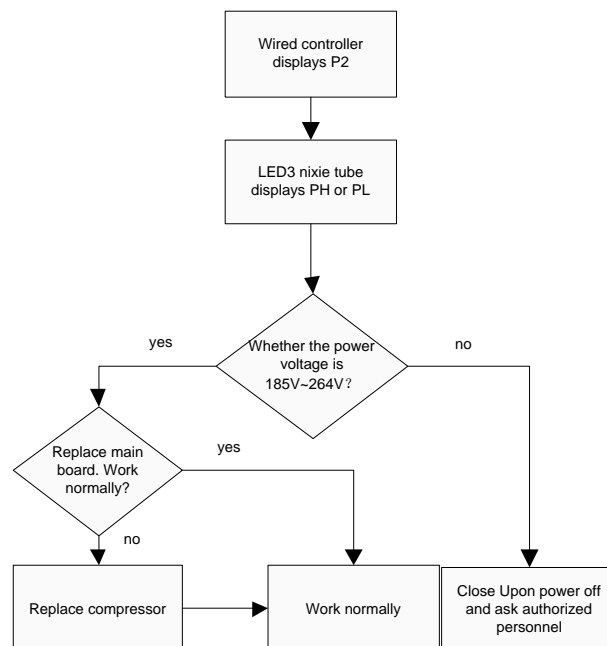 Wired controller
displays P2
LED3 nixie tube
displays PH or PL
Whether the power
voltage is
185V~264V？
yes
no
Replace main
board. Work
normally?
yes
no
Replace compressor
Work normally
Close Upon power off
and ask authorized
personnel